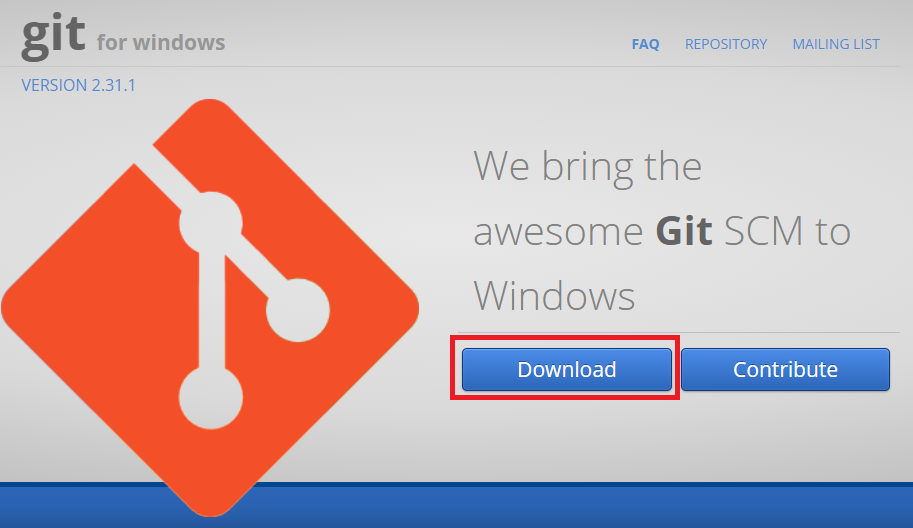 git for windows
FAQ REPOSITORY MAILING LIST
VERSION 2.31.1
We bring the
awesome Git SCM to
Windows
Download Contribute